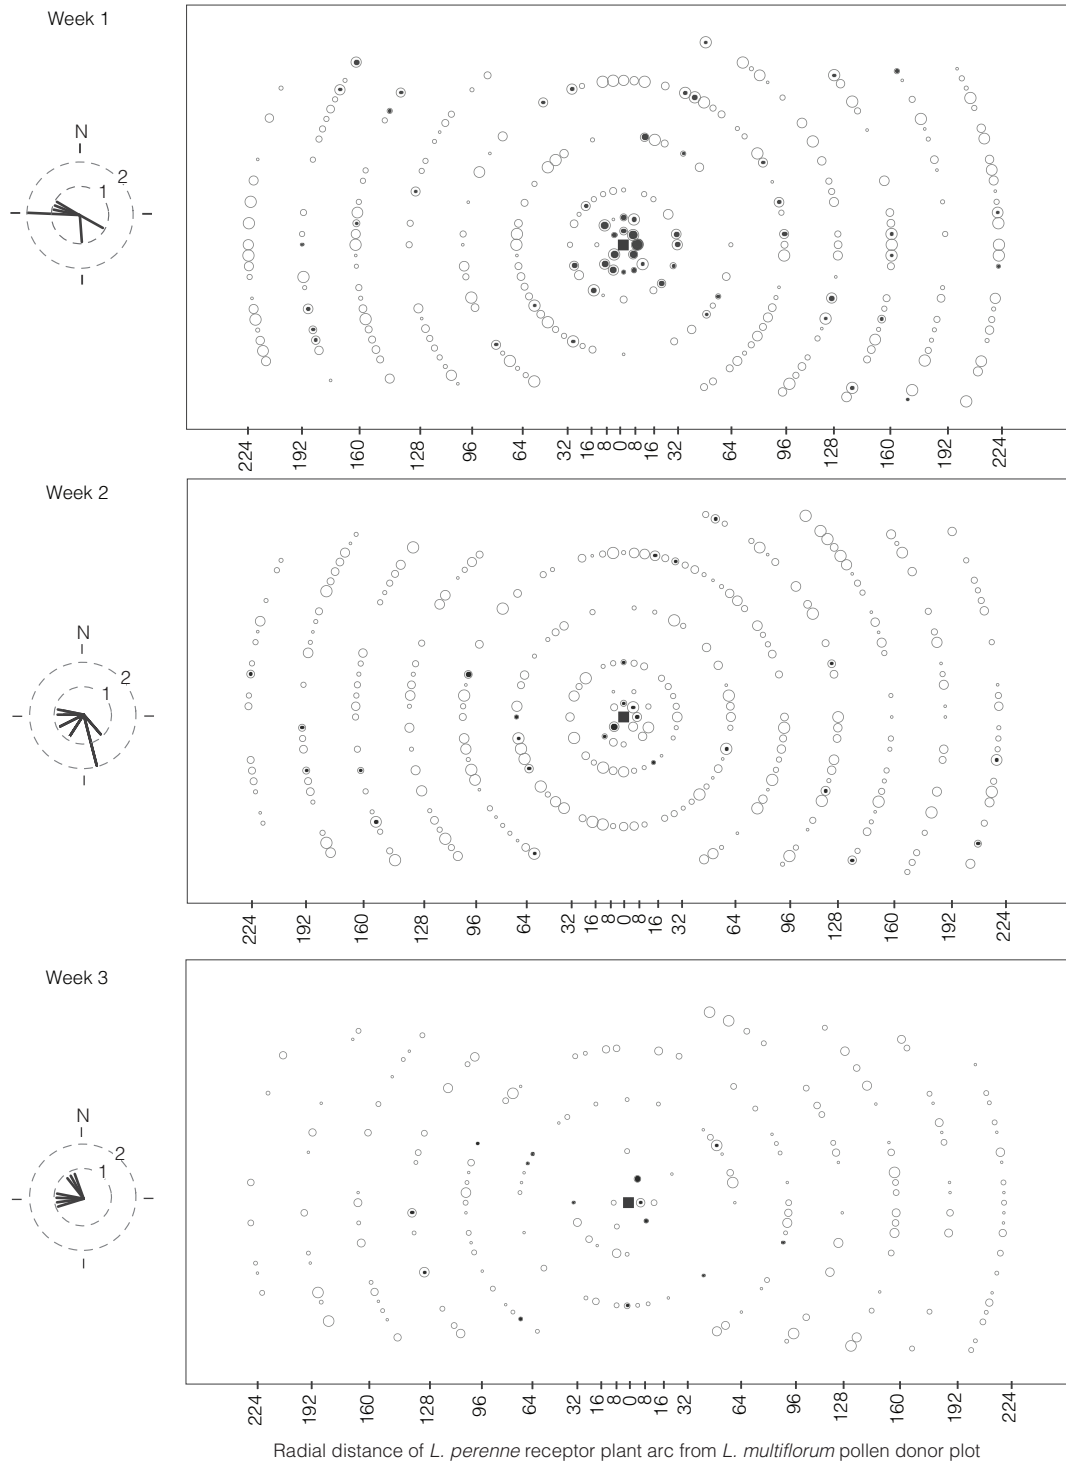 Week 1
N
2
1
224 192 160 128 96 64 32 16 8 0 8 16 32 64 96 128 160 192 224
Week 2
N
2
1
224 192 160 128 96 64 32 16 8 0 8 16 32 64 96 128 160 192 224
Week 3
N
2
1
224 192 160 128 96 64 32 16 8 0 8 16 32 64 96 128 160 192 224
Radial distance of L. perenne receptor plant arc from L. multiflorum pollen donor plot